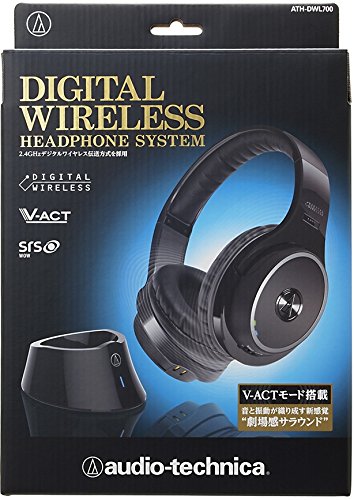 ATH-DWL700
DIGITAL
WIRELESS
HEADPHONE SYSTEM
2.4GHzデジタルワイヤレス伝送方式を採用
DIGITAL
WIRELESS
V-ACT
SRS
WOW
V-ACTモード搭載
音と振動が織り成す新感覚
“劇場感サラウンド”
audio-technica